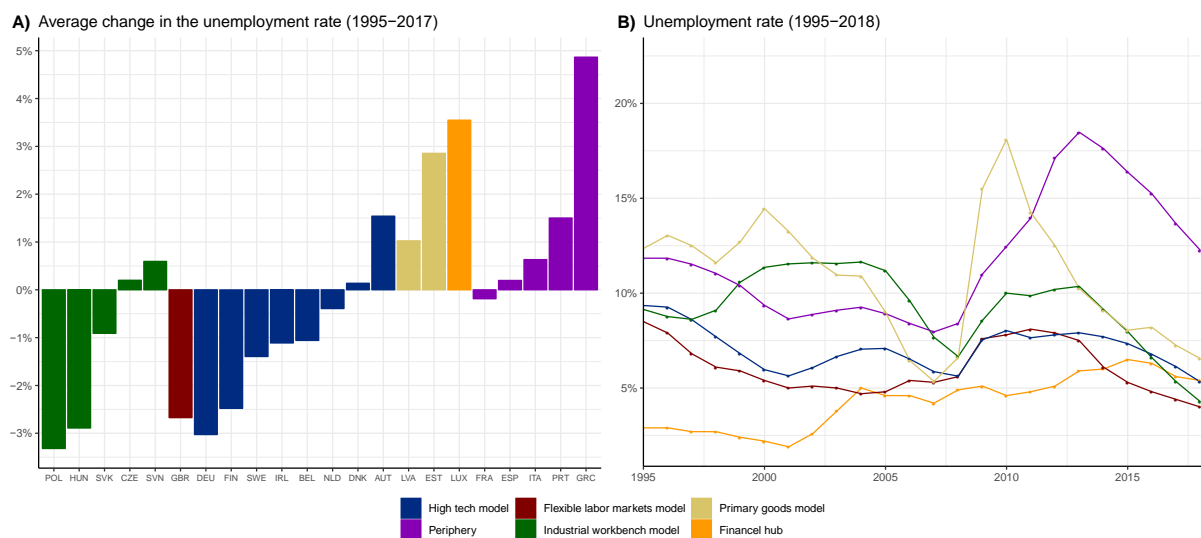 A) Average change in the unemployment rate (1995−2017)
5%
4%
3%
2%
1%
0%
−1%
−2%
−3%
POL HUN SVK CZE SVN GBR DEU FIN SWE IRL BEL NLD DNK AUT LVA EST LUX FRA ESP ITA PRT GRC
B) Unemployment rate (1995−2018)
20%
15%
10%
5%
1995 2000 2005 2010 2015
High tech model Flexible labor markets model Primary goods model
Periphery Industrial workbench model Financel hub